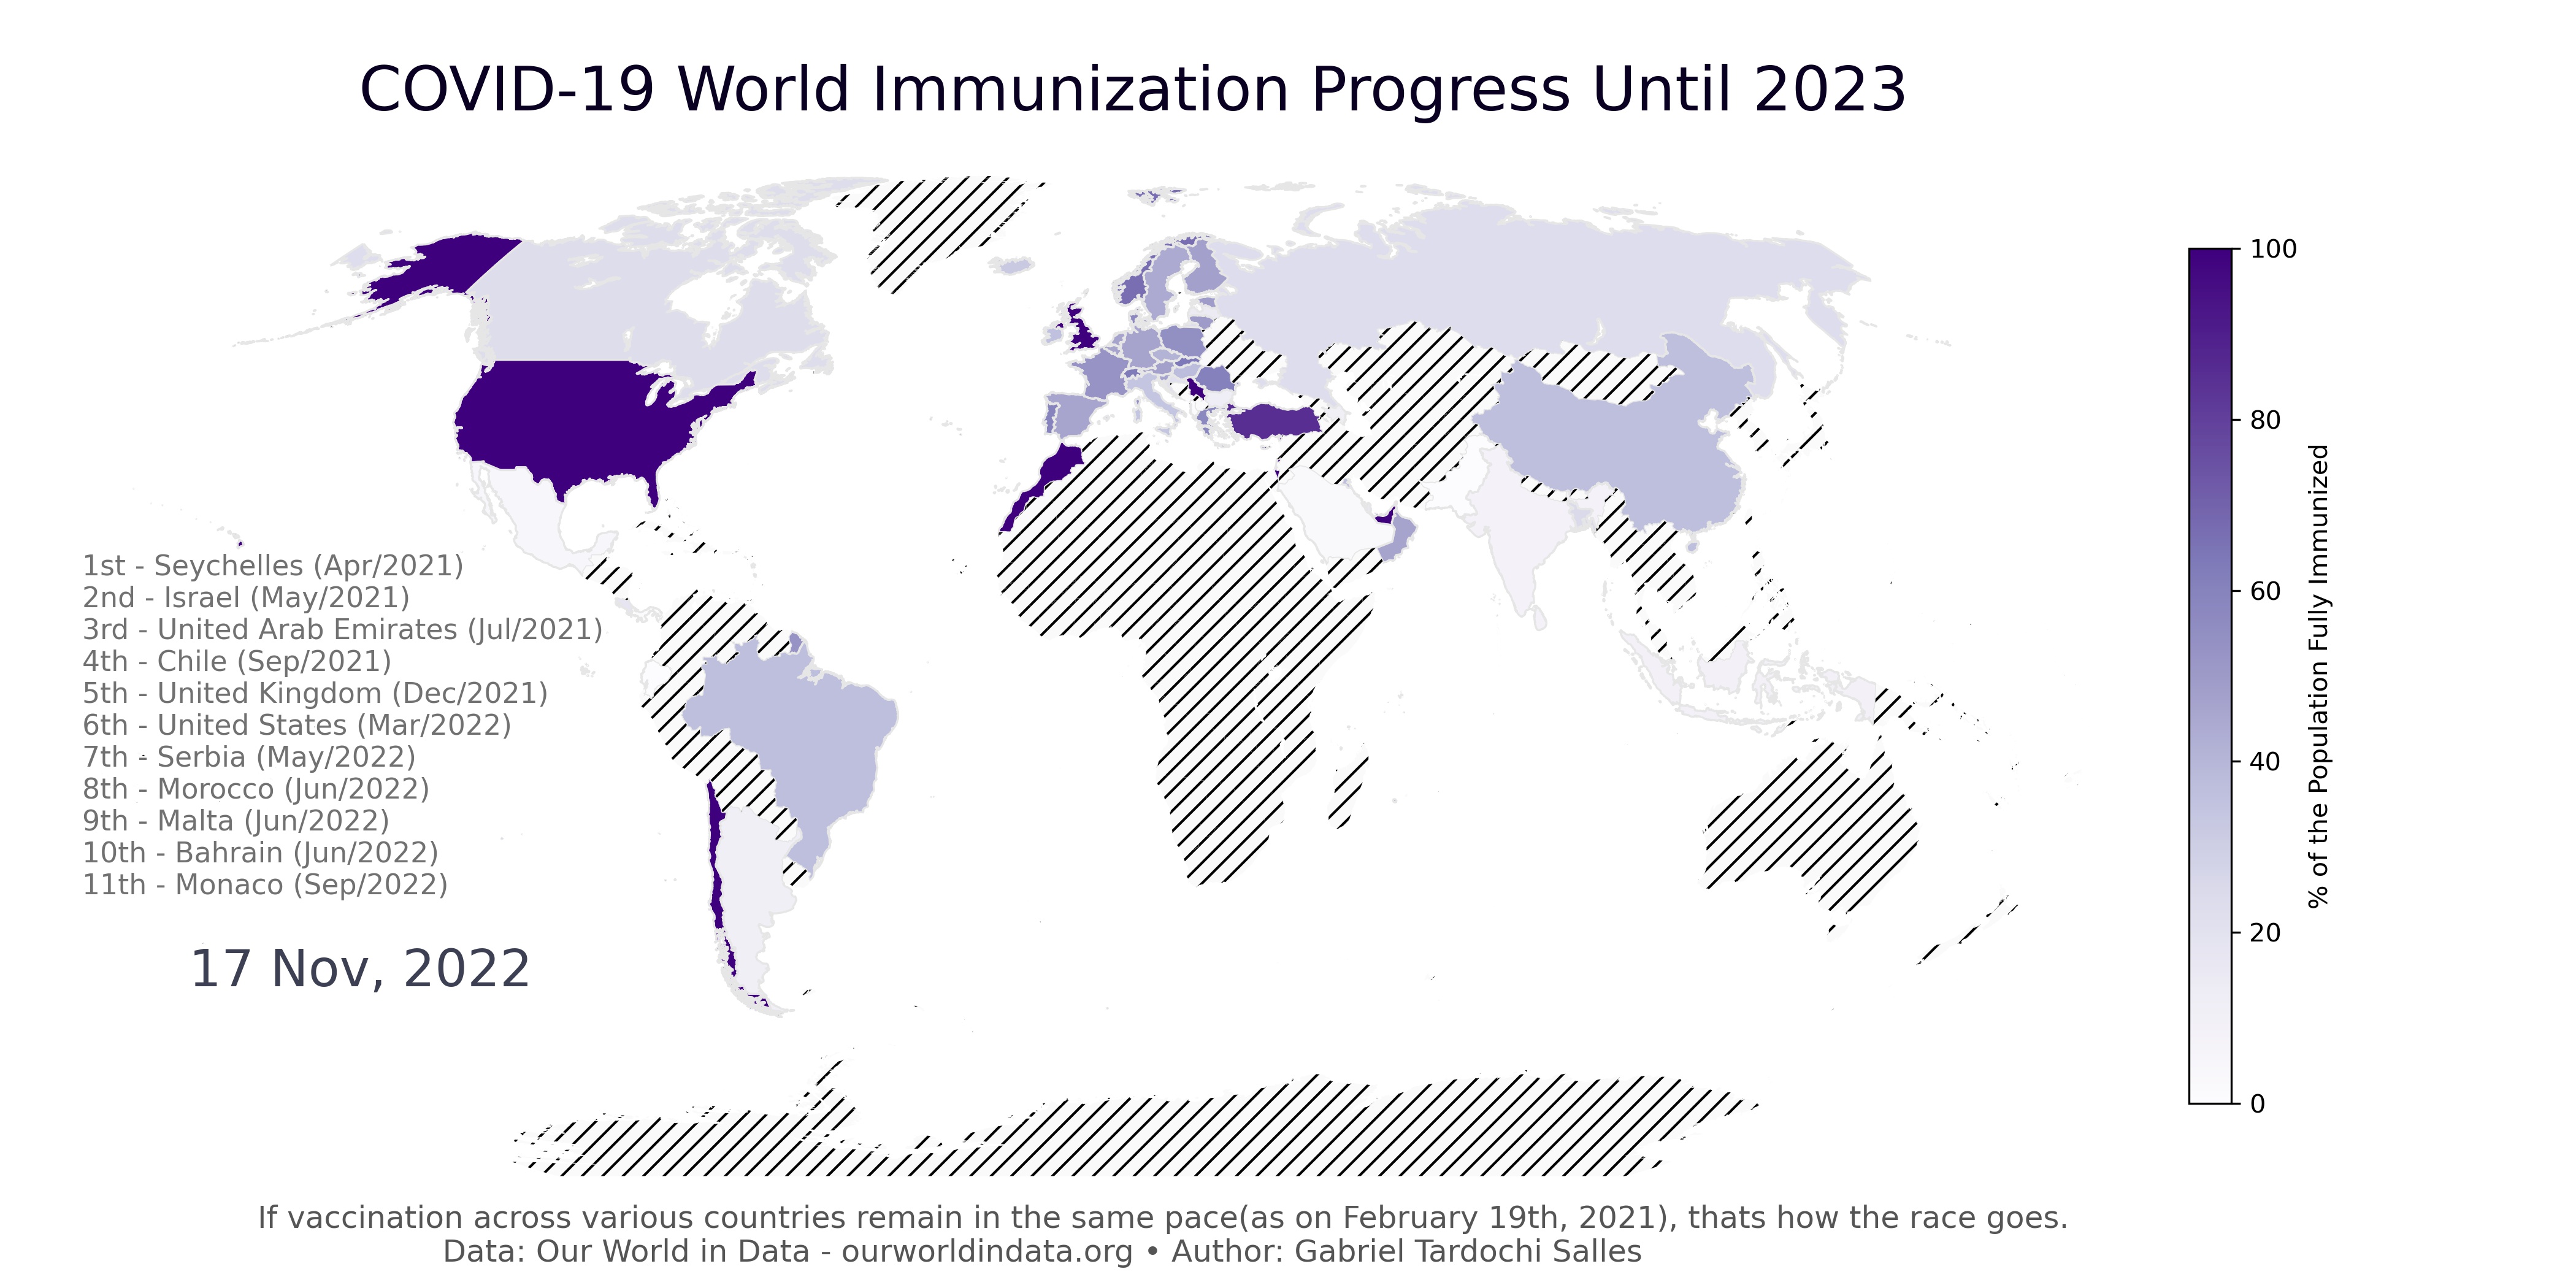 COVID-19 World Immunization Progress Until 2023
1st - Seychelles (Apr/2021)
2nd - Israel (May/2021)
3rd - United Arab Emirates (Jul/2021)
4th - Chile (Sep/2021)
5th - United Kingdom (Dec/2021)
6th - United States (Mar/2022)
7th - Serbia (May/2022)
8th - Morocco (Jun/2022)
9th - Malta (Jun/2022)
10th - Bahrain (Jun/2022)
11th - Monaco (Sep/2022)
17 Nov, 2022
100
80
60
40
20
0
% of the Population Fully Immunized
If vaccination across various countries remain in the same pace(as on February 19th, 2021), thats how the race goes.
Data: Our World in Data - ourworldindata.org • Author: Gabriel Tardochi Salles